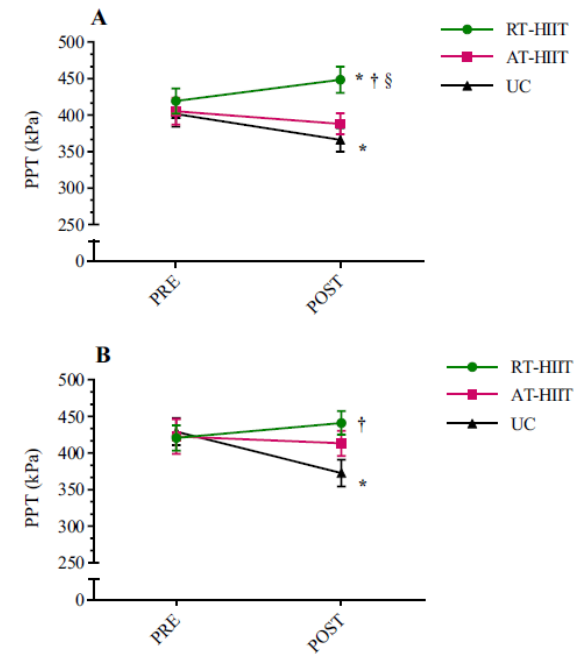 A
500
450
400
350
300
250
0
PPT (kPa)
PRE
POST
RT-HIIT
AT-HIIT
UC
* † §
*
B
500
450
400
350
300
250
0
PPT (kPa)
PRE
POST
RT-HIIT
AT-HIIT
UC
†
*